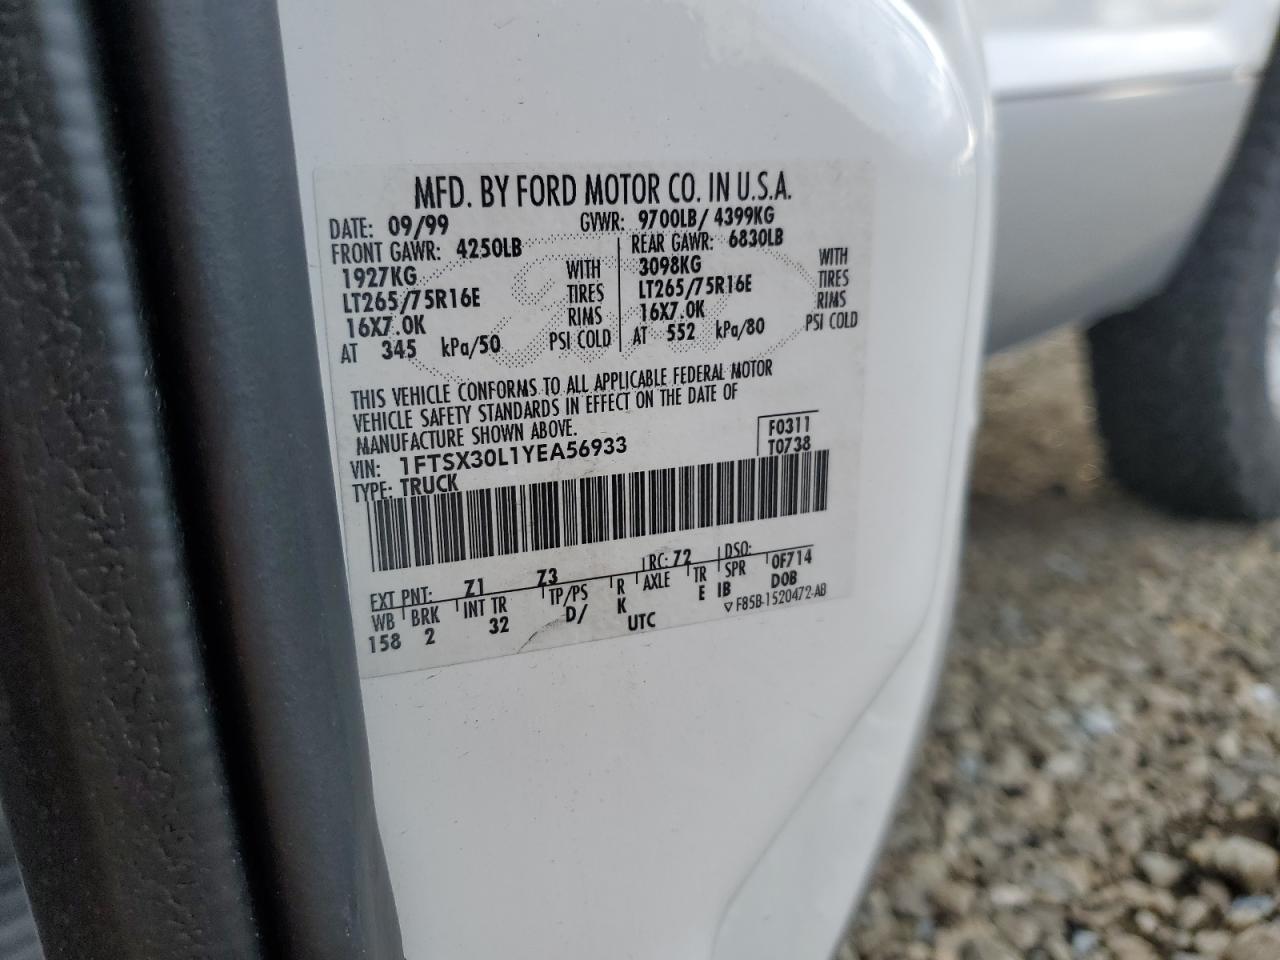 MFD. BY FORD MOTOR CO. IN U.S.A.
DATE: 09/99 GVWR: 9700LB/ 4399KG
FRONT GAWR: 4250LB REAR GAWR: 6830LB
1927KG WITH 3098KG WITH
LT265/75R16E TIRES LT265/75R16E TIRES
16X7.0K RIMS 16X7.0K RIMS
AT 345 kPa/50 PSI COLD AT 552 kPa/80 PSI COLD
THIS VEHICLE CONFORMS TO ALL APPLICABLE FEDERAL MOTOR
VEHICLE SAFETY STANDARDS IN EFFECT ON THE DATE OF
MANUFACTURE SHOWN ABOVE.
VIN: 1FTSX30L1YEA56933 F0311
TYPE: TRUCK T0738
EXT PNT: Z1 Z3 RC: 72 DSO: 0F714
WB BRK INT TR TP/PS R AXLE TR SPR DOB
158 2 32 D/ K E IB
UTC F85B-1520472-AB